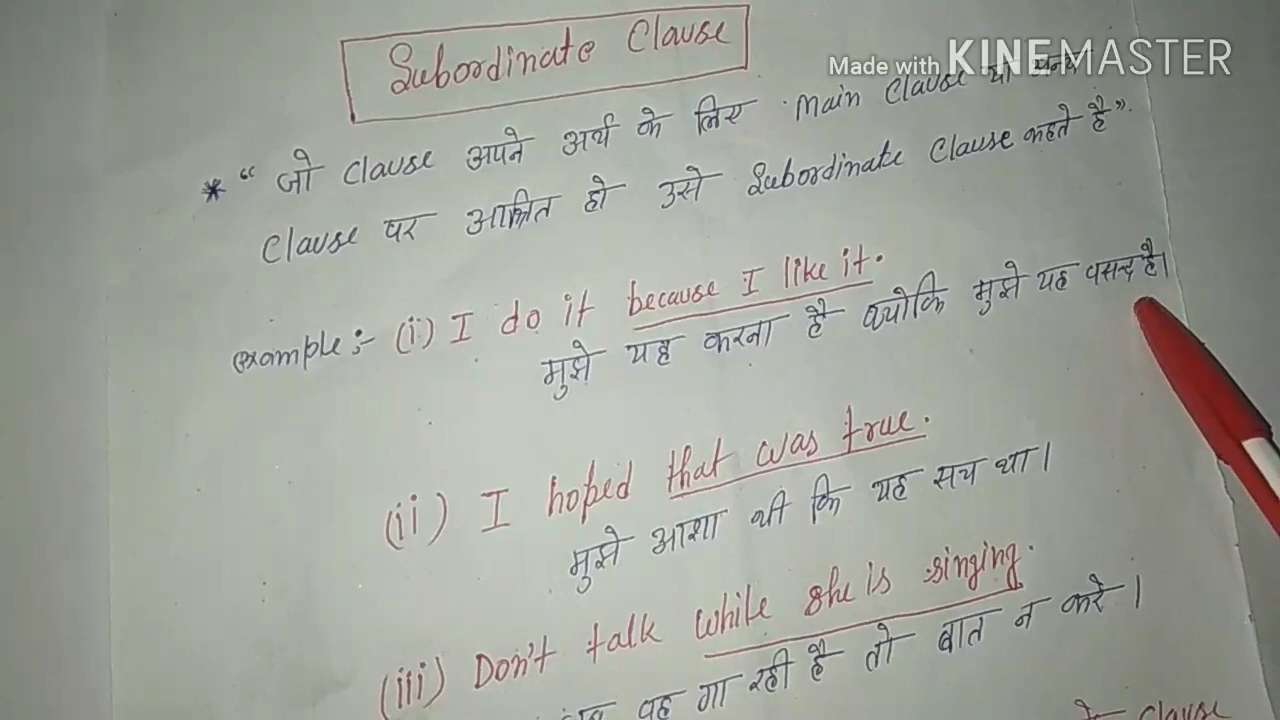 Subordinate Clause
Made with KINEMASTER
* “ जो clause अपने अर्थ के लिए main clause या अन्य
clause पर आश्रित हो उसे Subordinate Clause कहते है”.
example:- (i) I do it because I like it.
मुझे यह करना है क्योकि मुझे यह पसन्द है।
(ii) I hoped that was true.
मुझे आशा थी कि यह सच था।
(iii) Don't talk while she is singing.
वह गा रही है तो बात न करे।
clause